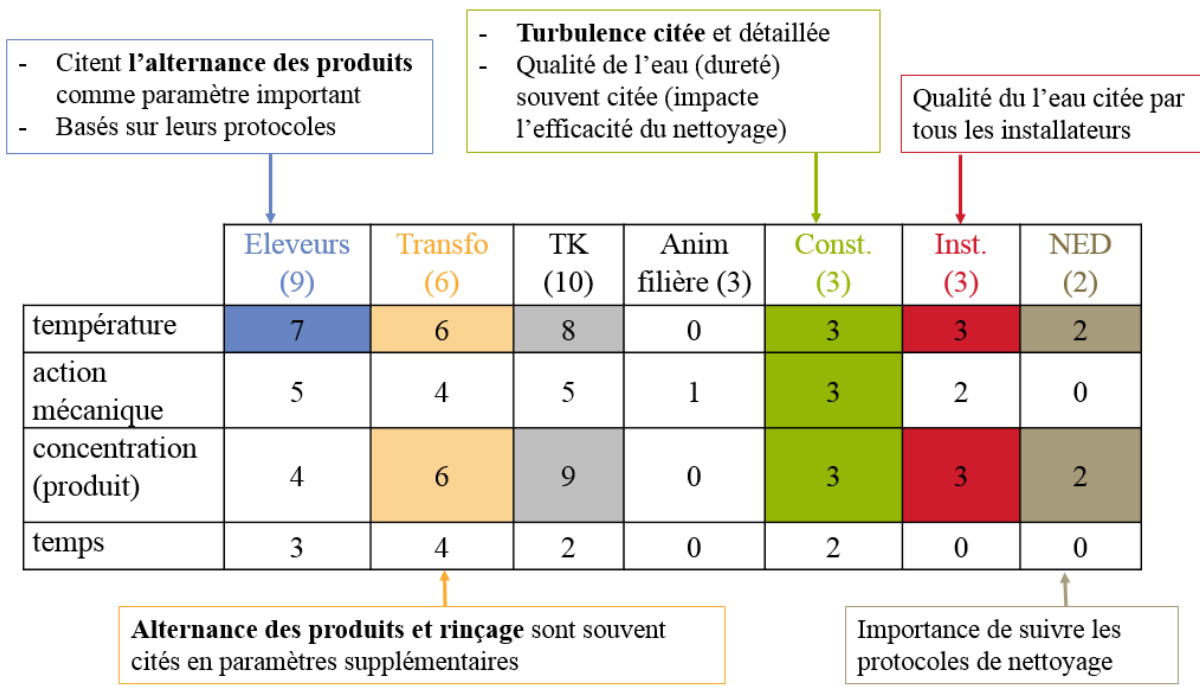 - Citent l’alternance des produits
comme paramètre important
- Basés sur leurs protocoles
- Turbulence citée et détaillée
- Qualité de l’eau (dureté)
souvent citée (impacte
l’efficacité du nettoyage)
Qualité du l’eau citée par
tous les installateurs
Eleveurs (9) Transfo (6) TK (10) Anim filière (3) Const. (3) Inst. (3) NED (2)
température 7 6 8 0 3 3 2
action mécanique 5 4 5 1 3 2 0
concentration (produit) 4 6 9 0 3 3 2
temps 3 4 2 0 2 0 0
Alternance des produits et rinçage sont souvent
cités en paramètres supplémentaires
Importance de suivre les
protocoles de nettoyage